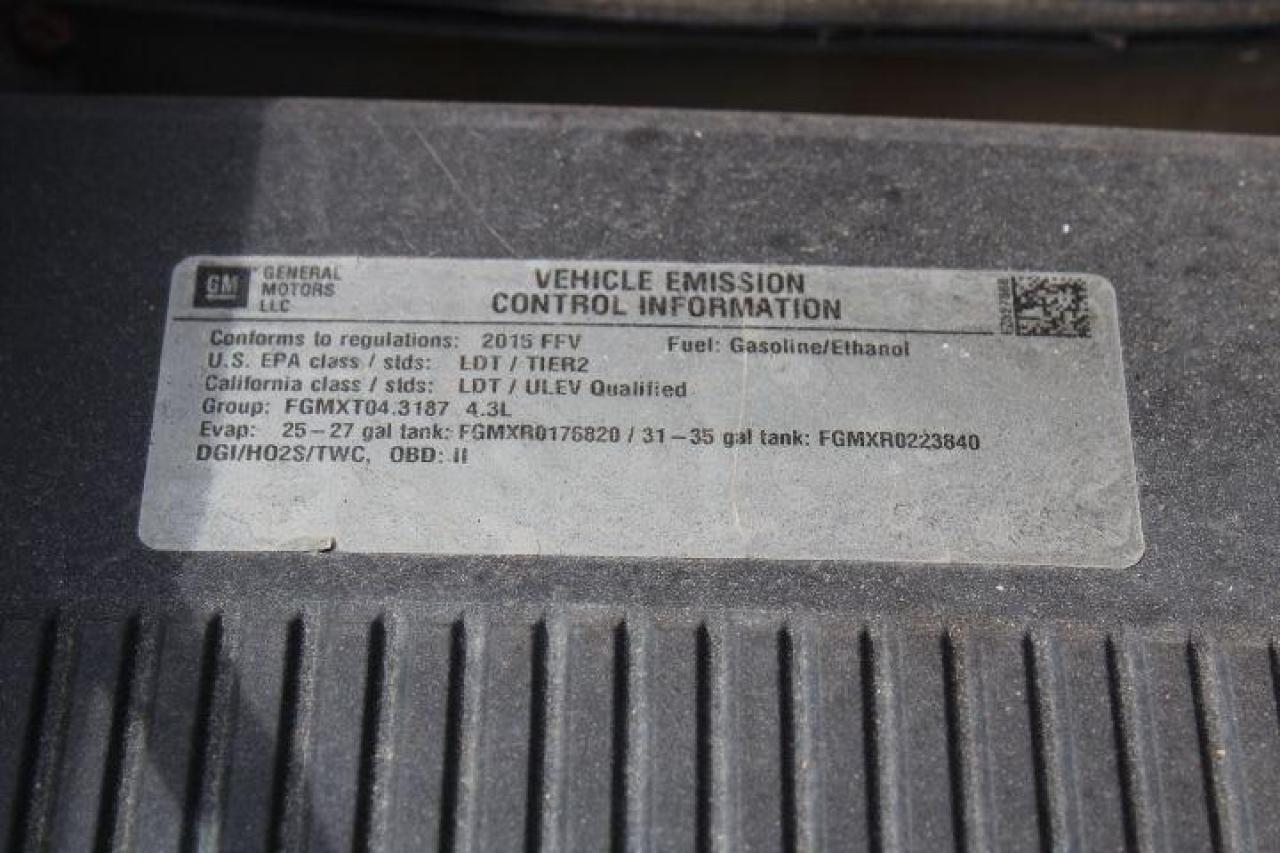 GM GENERAL MOTORS LLC
VEHICLE EMISSION
CONTROL INFORMATION
Conforms to regulations: 2015 FFV Fuel: Gasoline/Ethanol
U.S. EPA class / stds: LDT / TIER2
California class / stds: LDT / ULEV Qualified
Group: FGMXT04.3187 4.3L
Evap: 25-27 gal tank: FGMXR0176820 / 31-35 gal tank: FGMXR0223840
DGI/HO2S/TWC, OBD: II